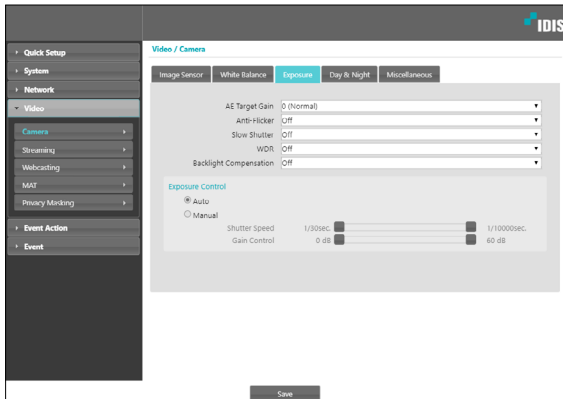 IDIS
Quick Setup
System
Network
Video
Camera
Streaming
Webcasting
MAT
Privacy Masking
Event Action
Event
Video / Camera
Image Sensor White Balance Exposure Day & Night Miscellaneous
AE Target Gain 0 (Normal)
Anti-Flicker Off
Slow Shutter Off
WDR Off
Backlight Compensation Off
Exposure Control
Auto
Manual
Shutter Speed 1/30sec. 1/10000sec.
Gain Control 0 dB 60 dB
Save